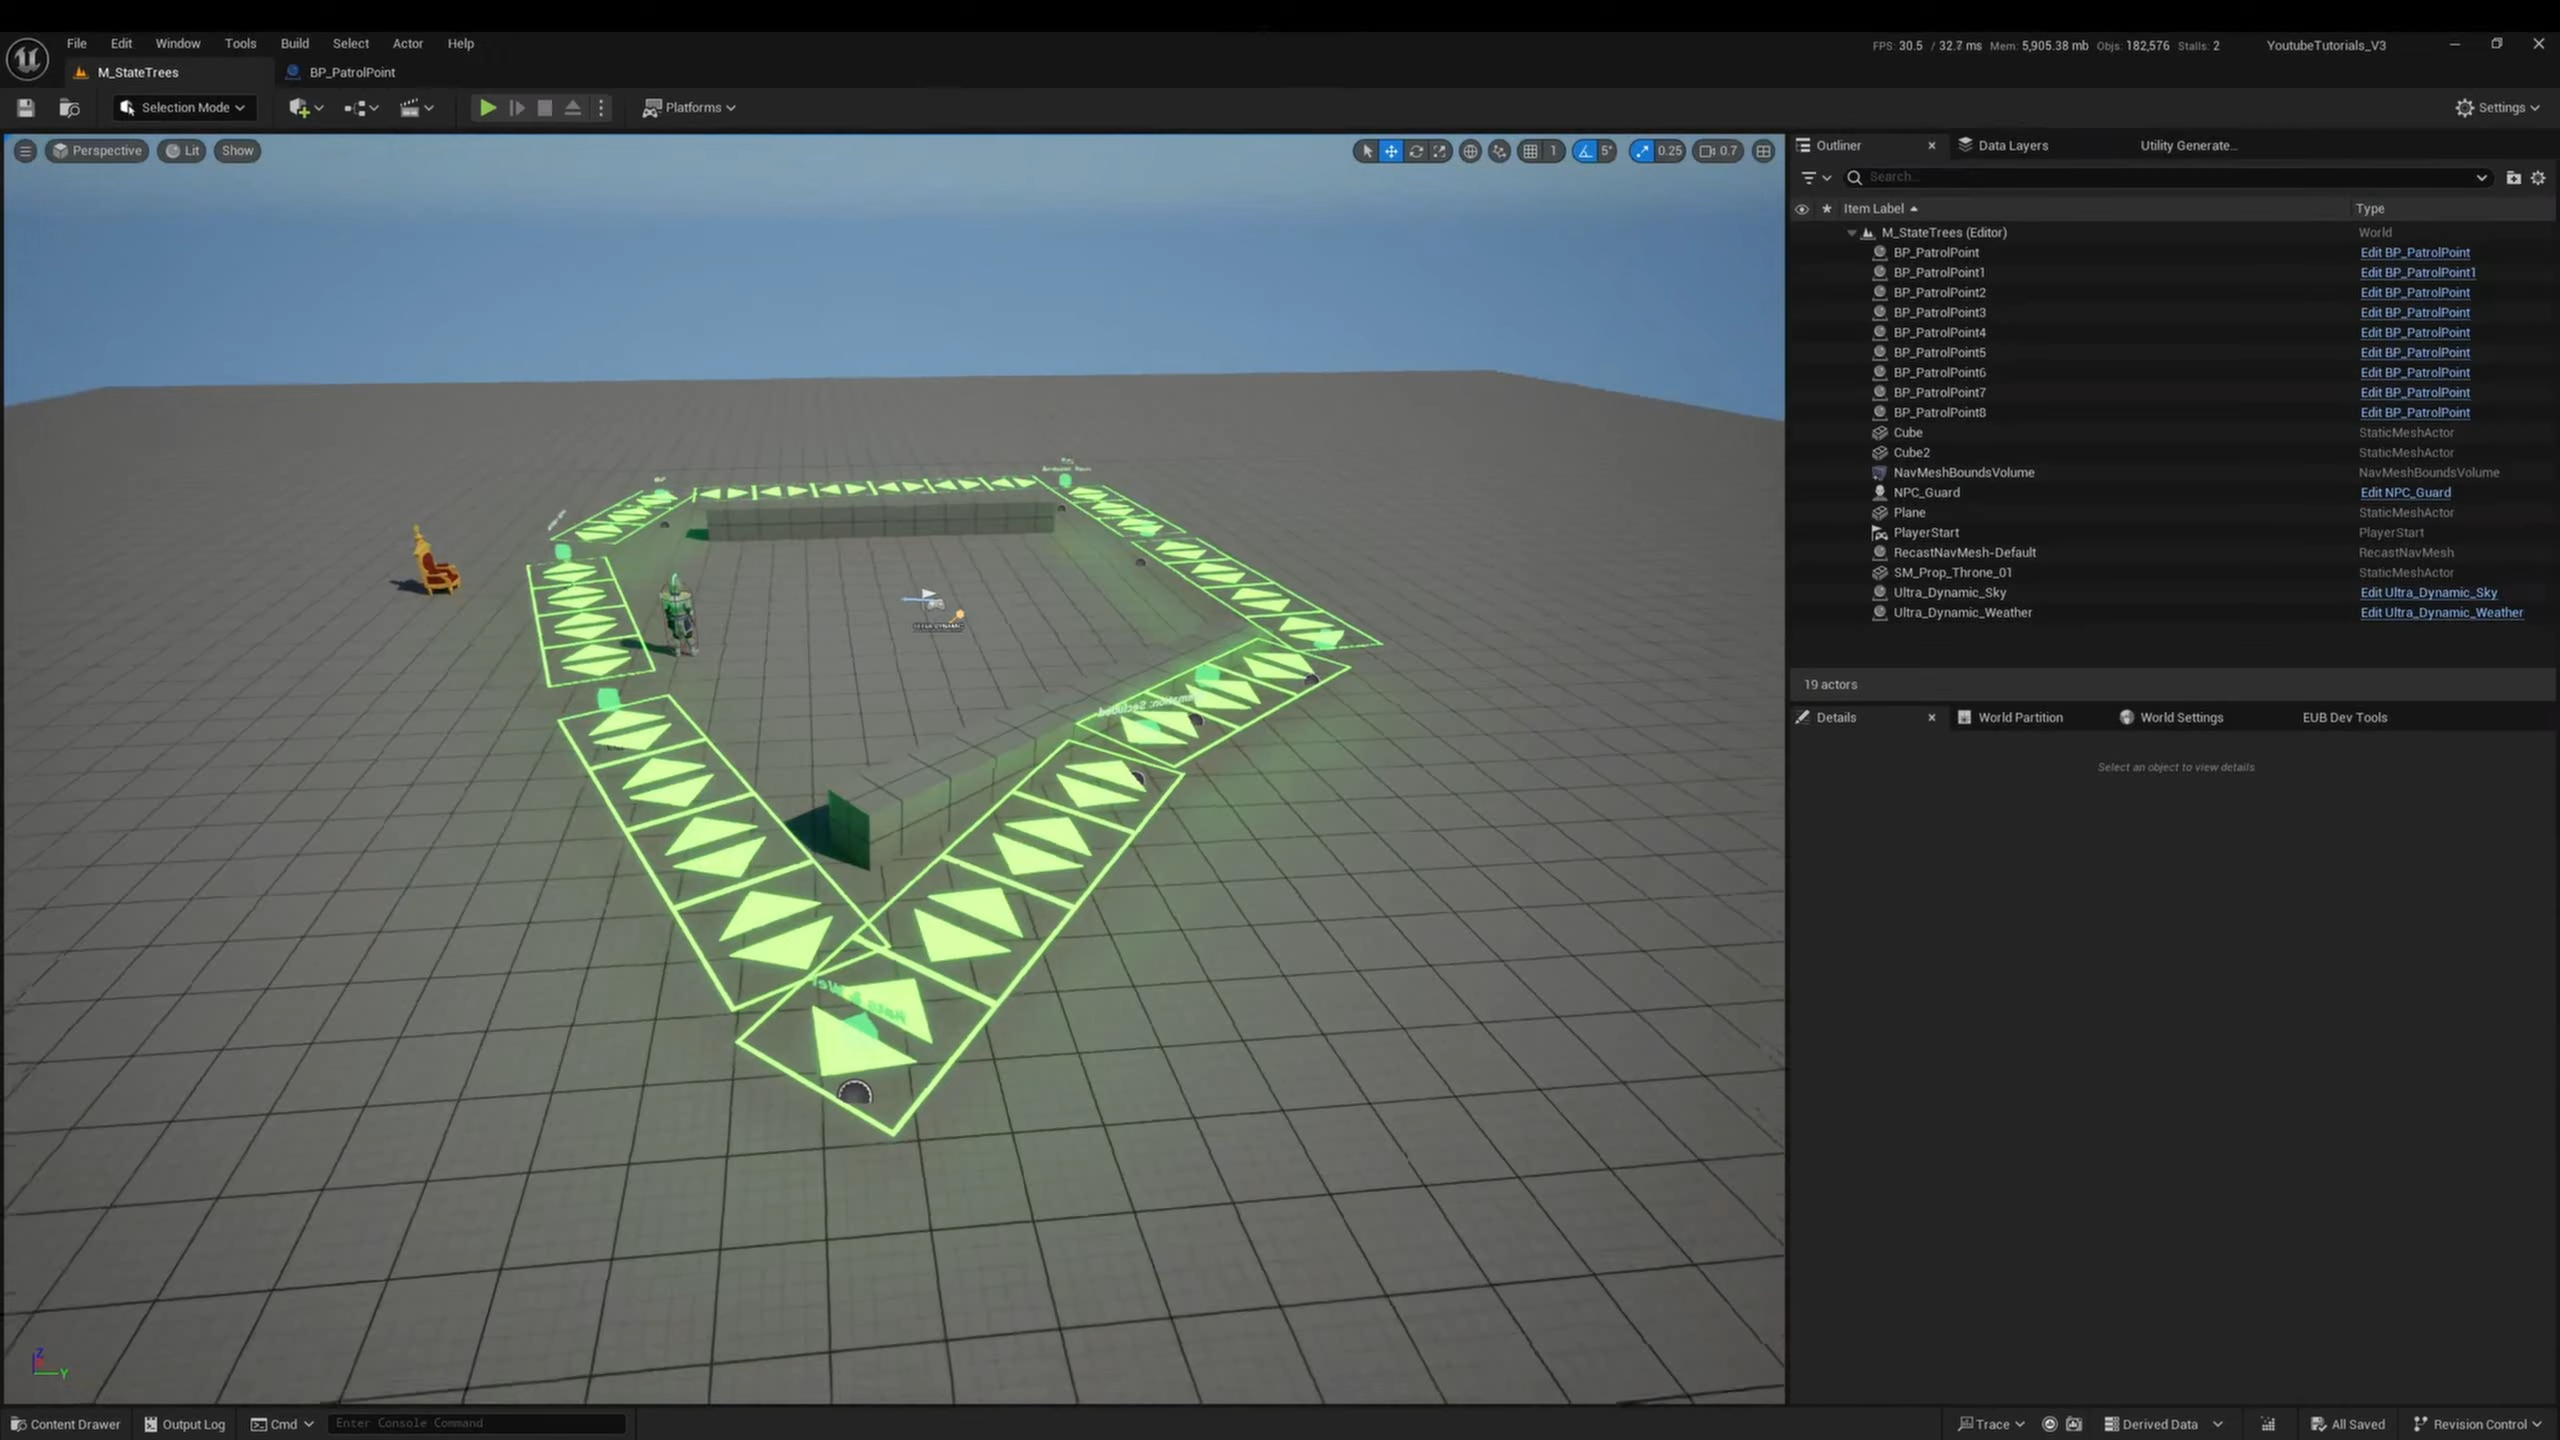 File Edit Window Tools Build Select Actor Help
FPS: 30.5 / 32.7 ms Mem: 5,905.38 mb Objs: 182,576 Stalls: 2 YoutubeTutorials_V3
M_StateTrees BP_PatrolPoint
Selection Mode Platforms Settings
Perspective Lit Show 1 5° 0.25 0.7
Outliner Data Layers Utility Generate...
Search...
Item Label Type
M_StateTrees (Editor) World
BP_PatrolPoint Edit BP_PatrolPoint
BP_PatrolPoint1 Edit BP_PatrolPoint1
BP_PatrolPoint2 Edit BP_PatrolPoint
BP_PatrolPoint3 Edit BP_PatrolPoint
BP_PatrolPoint4 Edit BP_PatrolPoint
BP_PatrolPoint5 Edit BP_PatrolPoint
BP_PatrolPoint6 Edit BP_PatrolPoint
BP_PatrolPoint7 Edit BP_PatrolPoint
BP_PatrolPoint8 Edit BP_PatrolPoint
Cube StaticMeshActor
Cube2 StaticMeshActor
NavMeshBoundsVolume NavMeshBoundsVolume
NPC_Guard Edit NPC_Guard
Plane StaticMeshActor
PlayerStart PlayerStart
RecastNavMesh-Default RecastNavMesh
SM_Prop_Throne_01 StaticMeshActor
Ultra_Dynamic_Sky Edit Ultra_Dynamic_Sky
Ultra_Dynamic_Weather Edit Ultra_Dynamic_Weather
19 actors
Details World Partition World Settings EUB Dev Tools
Select an object to view details
Z
Y
Content Drawer Output Log Cmd Enter Console Command Trace Derived Data All Saved Revision Control